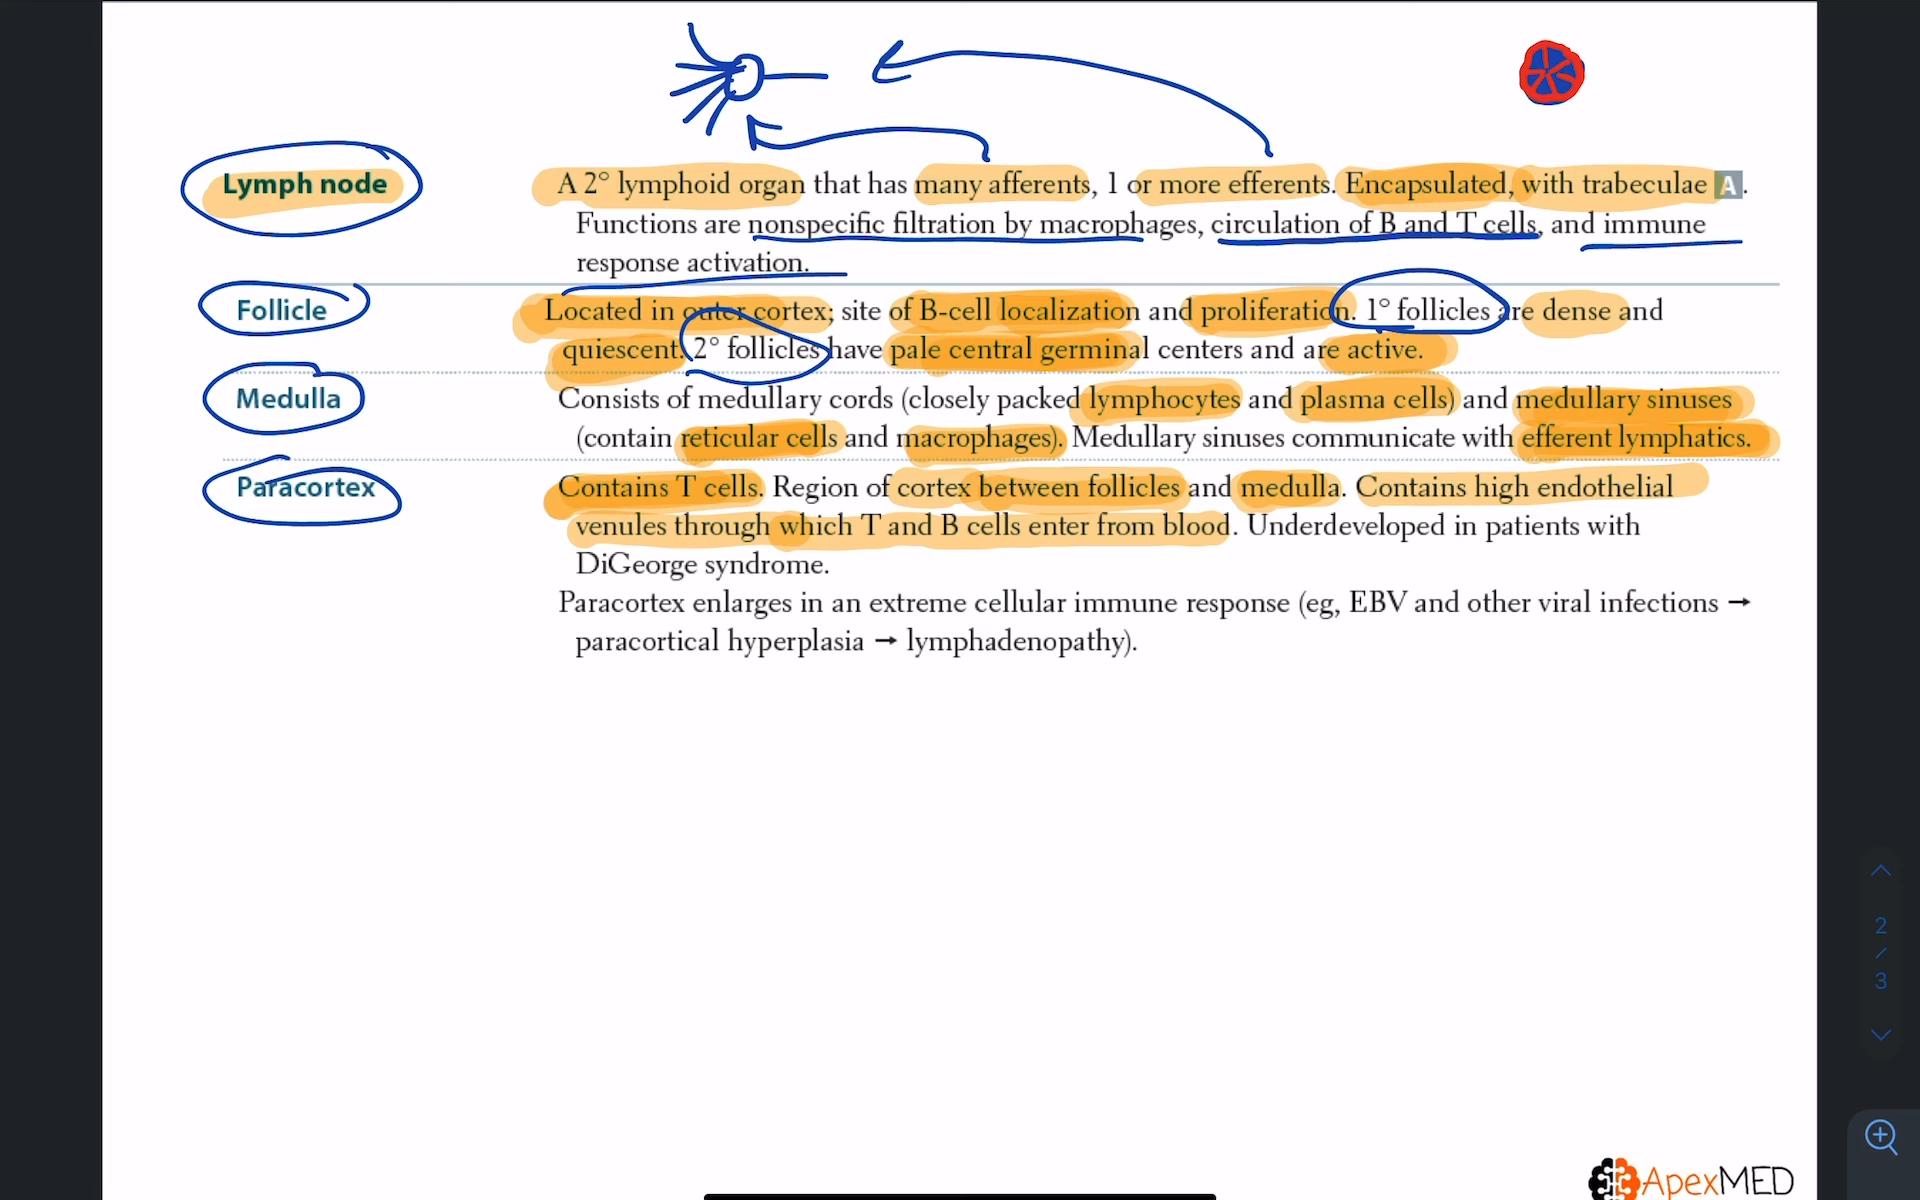 Lymph node
A 2° lymphoid organ that has many afferents, 1 or more efferents. Encapsulated, with trabeculae A.
Functions are nonspecific filtration by macrophages, circulation of B and T cells, and immune
response activation.
Follicle
Located in outer cortex; site of B-cell localization and proliferation. 1° follicles are dense and
quiescent. 2° follicles have pale central germinal centers and are active.
Medulla
Consists of medullary cords (closely packed lymphocytes and plasma cells) and medullary sinuses
(contain reticular cells and macrophages). Medullary sinuses communicate with efferent lymphatics.
Paracortex
Contains T cells. Region of cortex between follicles and medulla. Contains high endothelial
venules through which T and B cells enter from blood. Underdeveloped in patients with
DiGeorge syndrome.
Paracortex enlarges in an extreme cellular immune response (eg, EBV and other viral infections →
paracortical hyperplasia → lymphadenopathy).
2
/
3
ApexMED